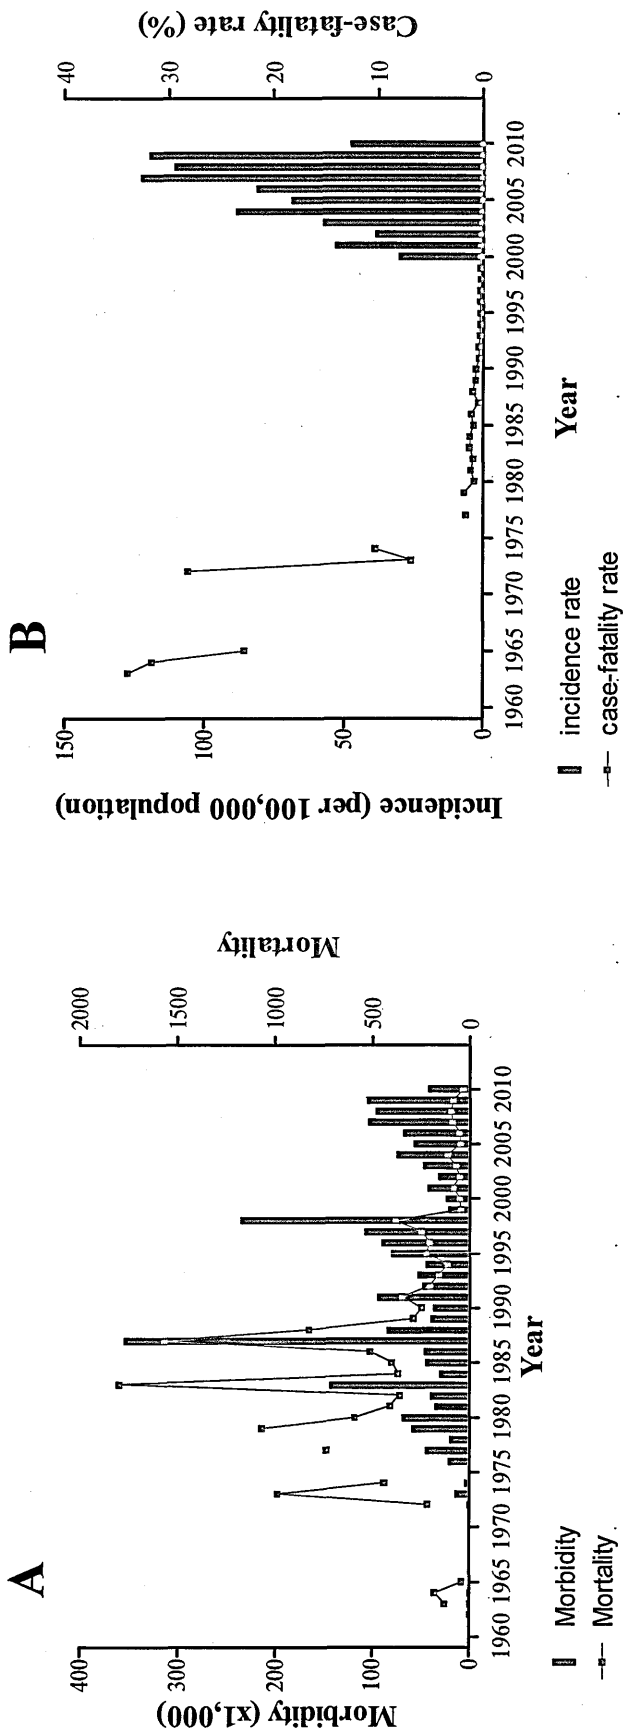 A
Morbidity (x1,000)
400
300
200
100
0
2000
1500
1000
500
0
Mortality
1960 1965 1970 1975 1980 1985 1990 1995 2000 2005 2010
Year
Morbidity
Mortality
B
Incidence (per 100,000 population)
150
100
50
0
40
30
20
10
0
Case-fatality rate (%)
1960 1965 1970 1975 1980 1985 1990 1995 2000 2005 2010
Year
incidence rate
case-fatality rate